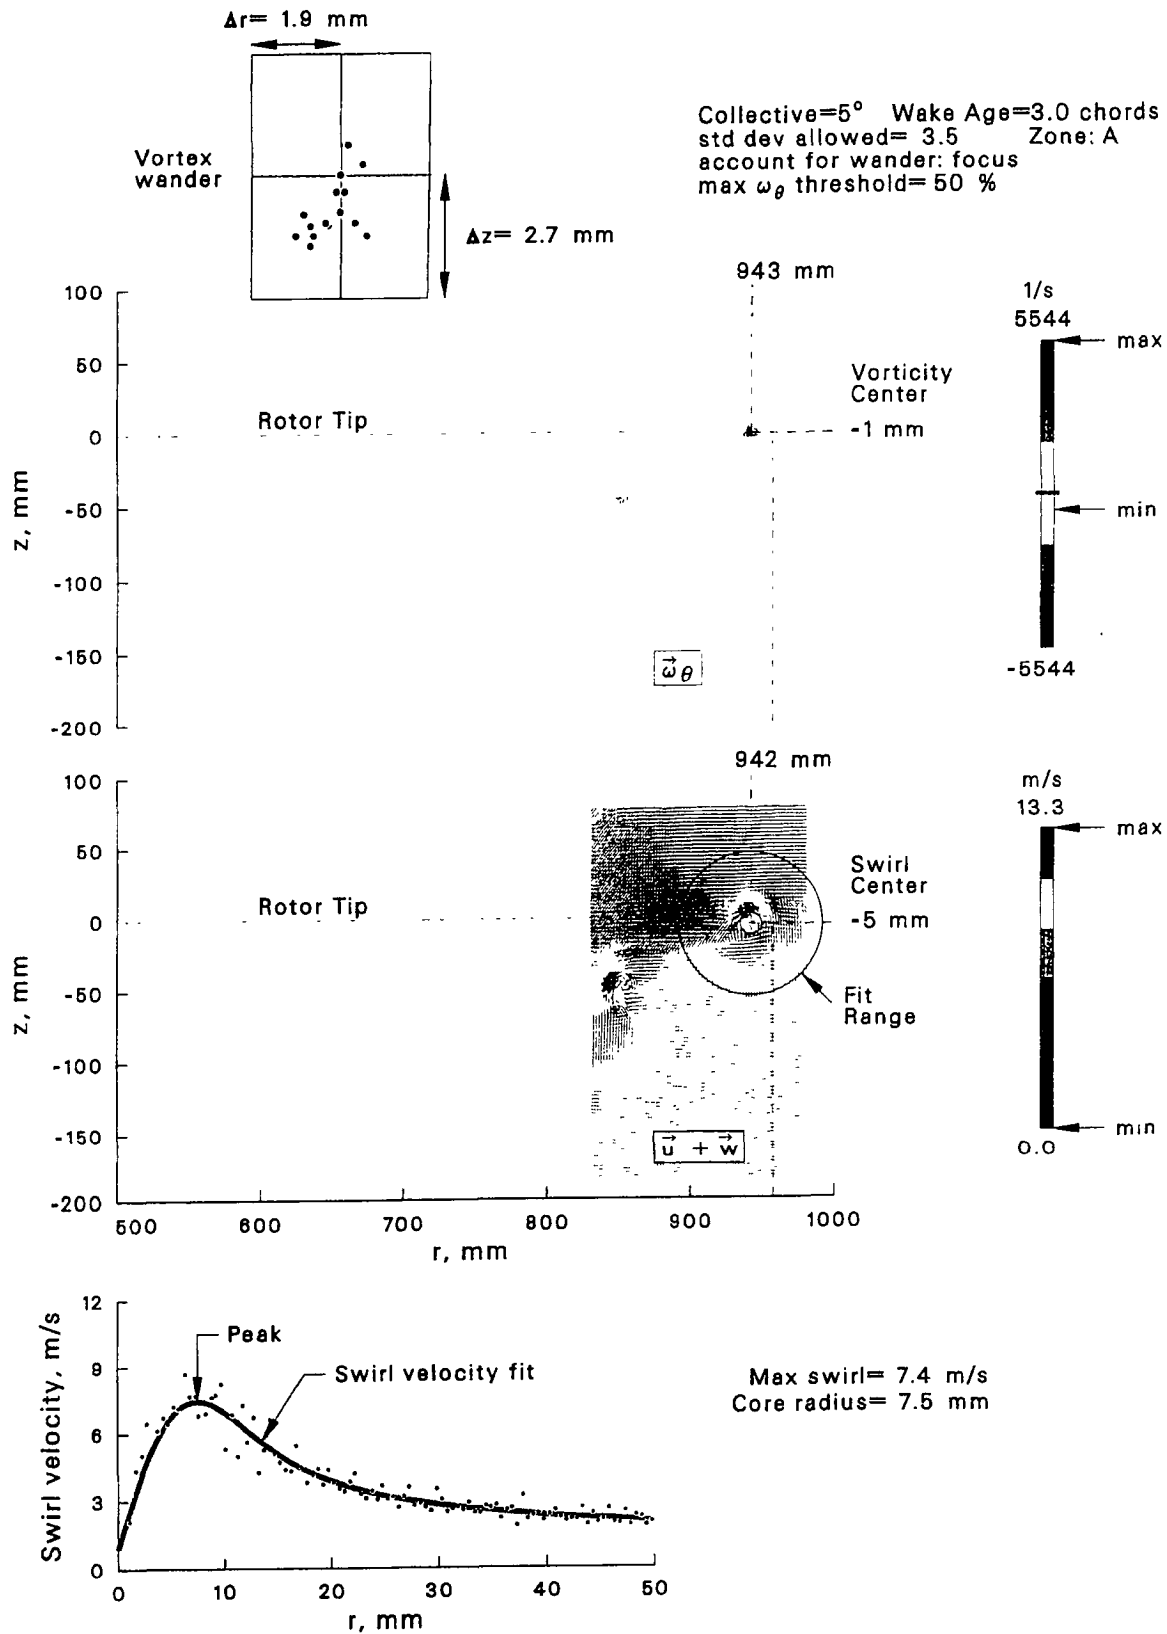 Δr= 1.9 mm
Vortex
wander
Δz= 2.7 mm
Collective=5° Wake Age=3.0 chords
std dev allowed= 3.5 Zone: A
account for wander: focus
max ωθ threshold= 50 %
943 mm
1/s
5544
max
min
-5544
Vorticity
Center
-1 mm
Rotor Tip
100
50
0
-50
-100
-150
-200
z, mm
ω⃗θ
942 mm
m/s
13.3
max
min
0.0
Swirl
Center
-5 mm
Rotor Tip
Fit
Range
100
50
0
-50
-100
-150
-200
z, mm
u⃗ + w⃗
500 600 700 800 900 1000
r, mm
12
9
6
3
0
Swirl velocity, m/s
Peak
Swirl velocity fit
Max swirl= 7.4 m/s
Core radius= 7.5 mm
0 10 20 30 40 50
r, mm